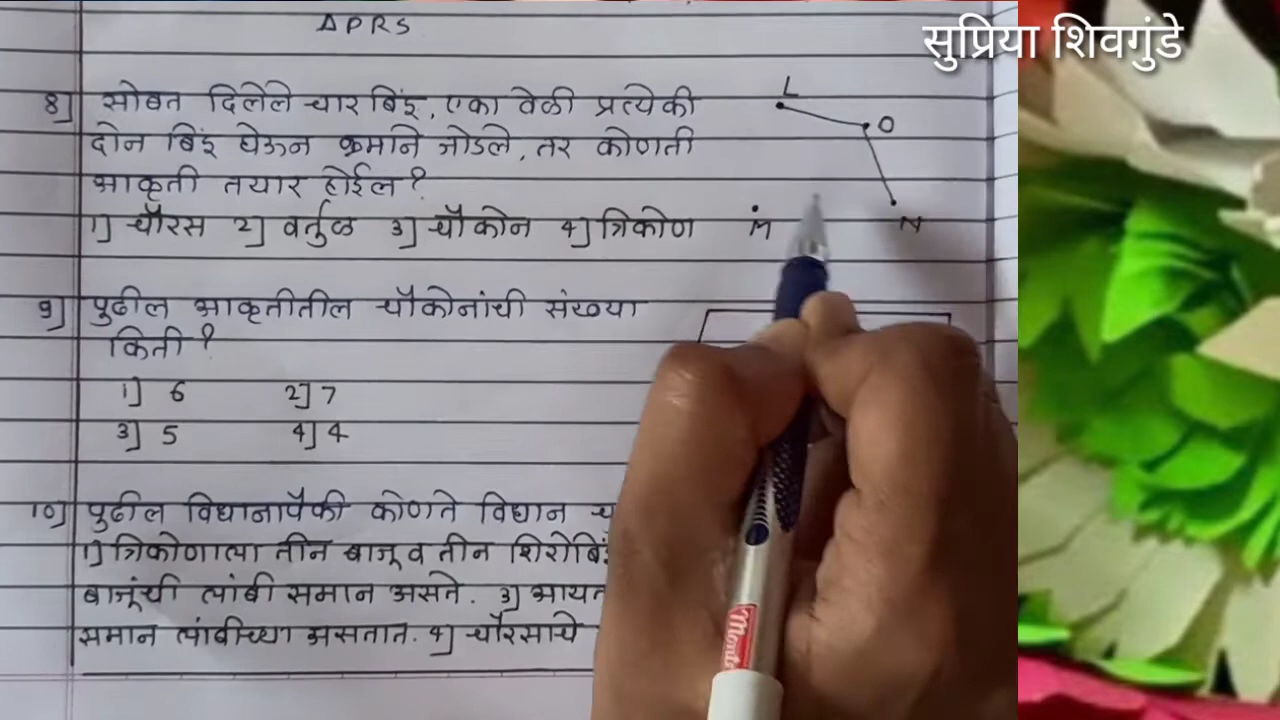 सुप्रिया शिवगुंडे
△PRS
8] सोबत दिलेले चार बिंदू, एका वेळी प्रत्येकी
दोन बिंदू घेऊन क्रमाने जोडले, तर कोणती
आकृती तयार होईल?
1] चौरस 2] वर्तुळ 3] चौकोन 4] त्रिकोण
L
O
M
N
9] पुढील आकृतीतील चौकोनांची संख्या
किती?
1] 6 2] 7
3] 5 4] 4
10] पुढील विधानापैकी कोणते विधान
1] त्रिकोणाला तीन बाजू व तीन
बाजूंची लांबी समान असते. 3]
समान लांबीच्या असतात. 4] चौरसाचे